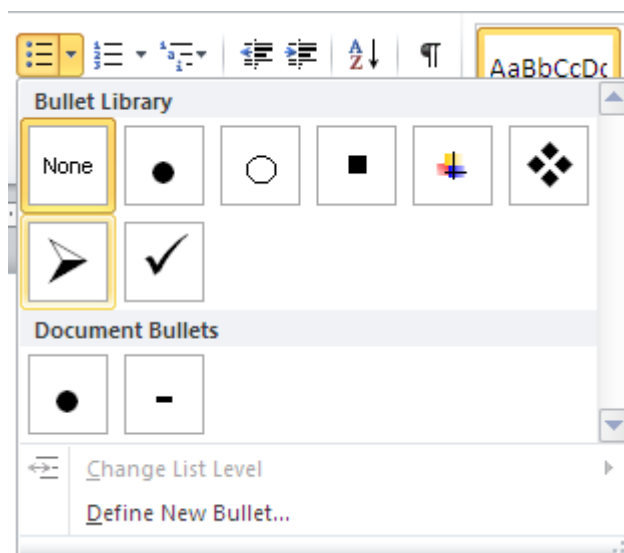 AaBbCcDc
Bullet Library
None
Document Bullets
Change List Level
Define New Bullet...